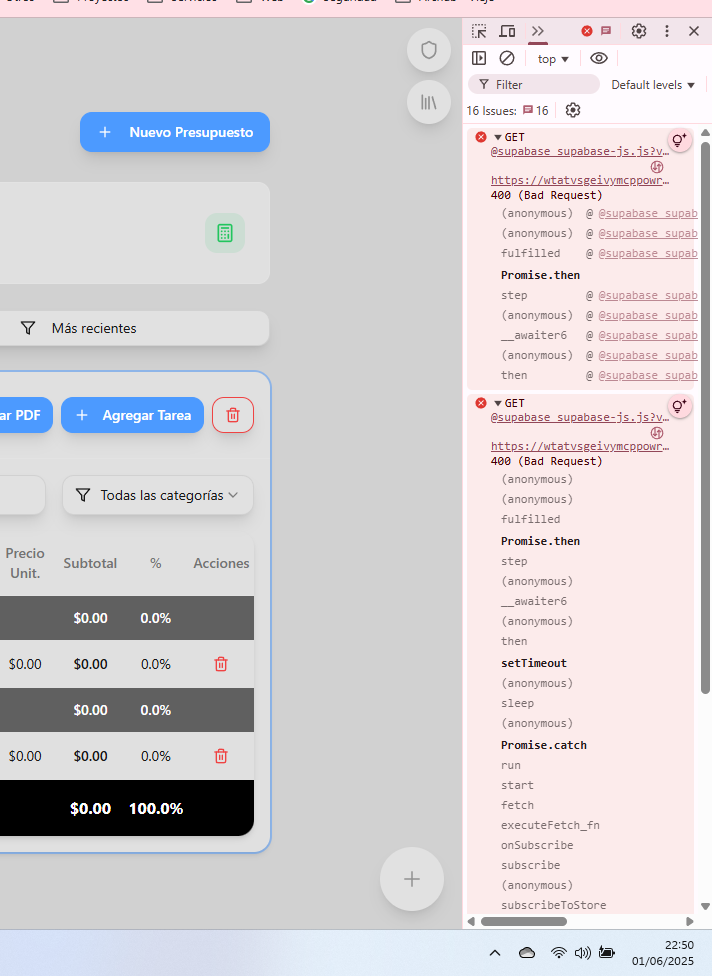 Nuevo Presupuesto
Más recientes
ar PDF
Agregar Tarea
Todas las categorías
Precio Unit.
Subtotal
%
Acciones
$0.00
0.0%
$0.00
$0.00
0.0%
$0.00
0.0%
$0.00
$0.00
0.0%
$0.00
100.0%
top
Filter
Default levels
16 Issues:
16
GET
@supabase_supabase-js.js?v…
https://wtatvsgeivymcppowr…
400 (Bad Request)
(anonymous) @ @supabase_supab
(anonymous) @ @supabase_supab
fulfilled @ @supabase_supab
Promise.then
step @ @supabase_supab
(anonymous) @ @supabase_supab
__awaiter6 @ @supabase_supab
(anonymous) @ @supabase_supab
then @ @supabase_supab
GET
@supabase_supabase-js.js?v…
https://wtatvsgeivymcppowr…
400 (Bad Request)
(anonymous)
(anonymous)
fulfilled
Promise.then
step
(anonymous)
__awaiter6
(anonymous)
then
setTimeout
(anonymous)
sleep
(anonymous)
Promise.catch
run
start
fetch
executeFetch_fn
onSubscribe
subscribe
(anonymous)
subscribeToStore
22:50
01/06/2025